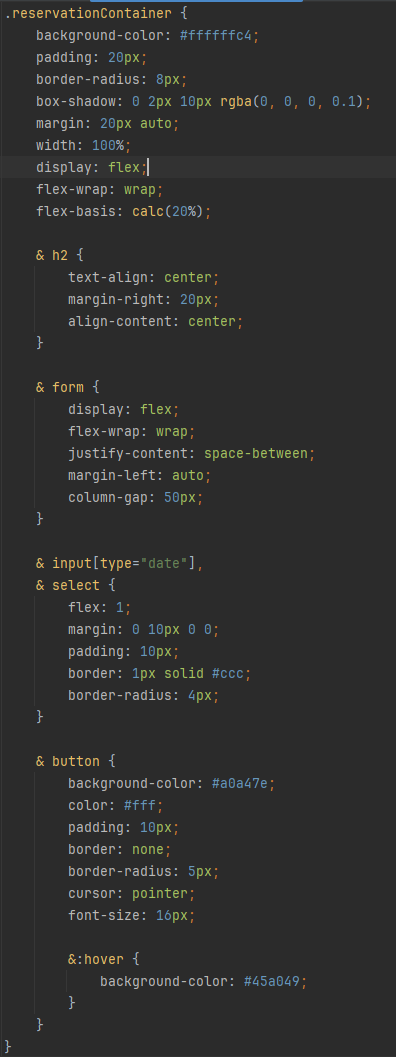 .reservationContainer {
    background-color: #ffffffc4;
    padding: 20px;
    border-radius: 8px;
    box-shadow: 0 2px 10px rgba(0, 0, 0, 0.1);
    margin: 20px auto;
    width: 100%;
    display: flex;
    flex-wrap: wrap;
    flex-basis: calc(20%);

    & h2 {
        text-align: center;
        margin-right: 20px;
        align-content: center;
    }

    & form {
        display: flex;
        flex-wrap: wrap;
        justify-content: space-between;
        margin-left: auto;
        column-gap: 50px;
    }

    & input[type="date"],
    & select {
        flex: 1;
        margin: 0 10px 0 0;
        padding: 10px;
        border: 1px solid #ccc;
        border-radius: 4px;
    }

    & button {
        background-color: #a0a47e;
        color: #fff;
        padding: 10px;
        border: none;
        border-radius: 5px;
        cursor: pointer;
        font-size: 16px;

        &:hover {
            background-color: #45a049;
        }
    }
}